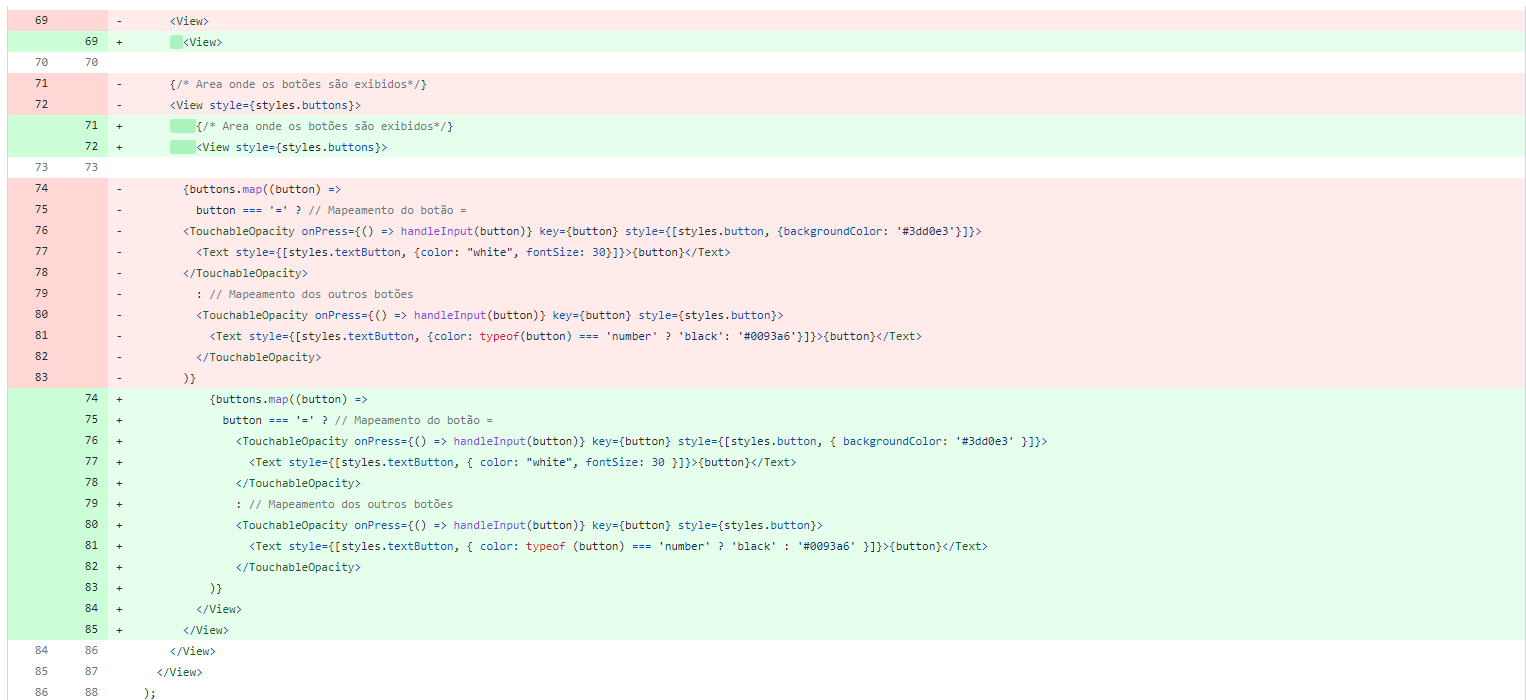 69 - <View>
69 + <View>
70 70
71 - {/* Area onde os botões são exibidos*/}
72 - <View style={styles.buttons}>
71 + {/* Area onde os botões são exibidos*/}
72 + <View style={styles.buttons}>
73 73
74 - {buttons.map((button) =>
75 - button === '=' ? // Mapeamento do botão =
76 - <TouchableOpacity onPress={() => handleInput(button)} key={button} style={[styles.button, {backgroundColor: '#3dd0e3'}]}>
77 - <Text style={[styles.textButton, {color: "white", fontSize: 30}]}>{button}</Text>
78 - </TouchableOpacity>
79 - : // Mapeamento dos outros botões
80 - <TouchableOpacity onPress={() => handleInput(button)} key={button} style={styles.button}>
81 - <Text style={[styles.textButton, {color: typeof(button) === 'number' ? 'black': '#0093a6'}]}>{button}</Text>
82 - </TouchableOpacity>
83 - )}
74 + {buttons.map((button) =>
75 + button === '=' ? // Mapeamento do botão =
76 + <TouchableOpacity onPress={() => handleInput(button)} key={button} style={[styles.button, { backgroundColor: '#3dd0e3' }]}>
77 + <Text style={[styles.textButton, { color: "white", fontSize: 30 }]}>{button}</Text>
78 + </TouchableOpacity>
79 + : // Mapeamento dos outros botões
80 + <TouchableOpacity onPress={() => handleInput(button)} key={button} style={styles.button}>
81 + <Text style={[styles.textButton, { color: typeof (button) === 'number' ? 'black' : '#0093a6' }]}>{button}</Text>
82 + </TouchableOpacity>
83 + )}
84 + </View>
85 + </View>
84 86 </View>
85 87 </View>
86 88 );